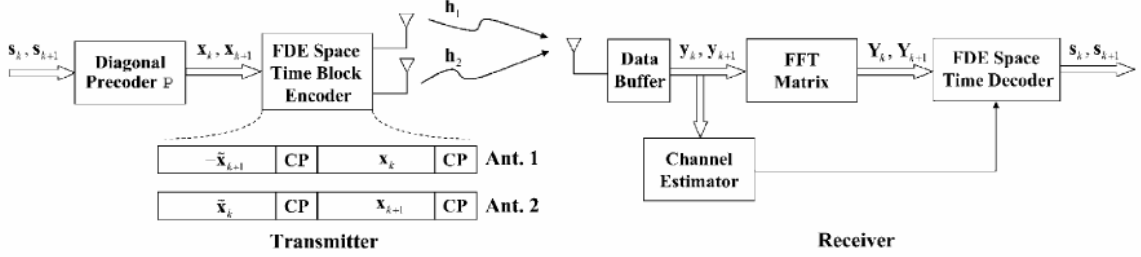 s_k, s_{k+1}
Diagonal
Precoder P
x_k, x_{k+1}
FDE Space
Time Block
Encoder
h_1
h_2
Data
Buffer
y_k, y_{k+1}
FFT
Matrix
Y_k, Y_{k+1}
FDE Space
Time Decoder
s_k, s_{k+1}
Channel
Estimator
-x̃_{k+1} CP x_k CP Ant. 1
x̃_k CP x_{k+1} CP Ant. 2
Transmitter
Receiver